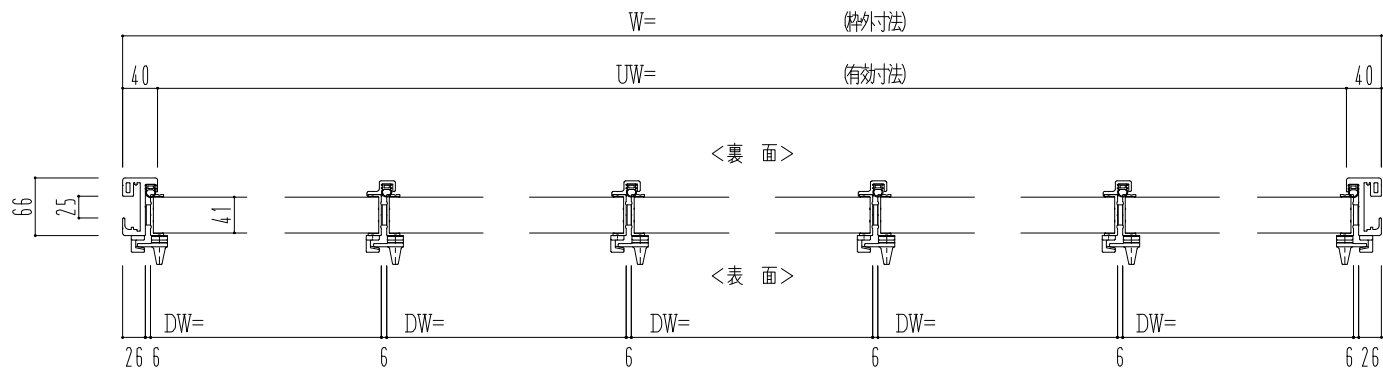 W= (枠外寸法)
40 UW= (有効寸法) 40
<裏 面>
66 25 41
<表 面>
DW= DW= DW= DW= DW=
26 6 6 6 6 6 6 26